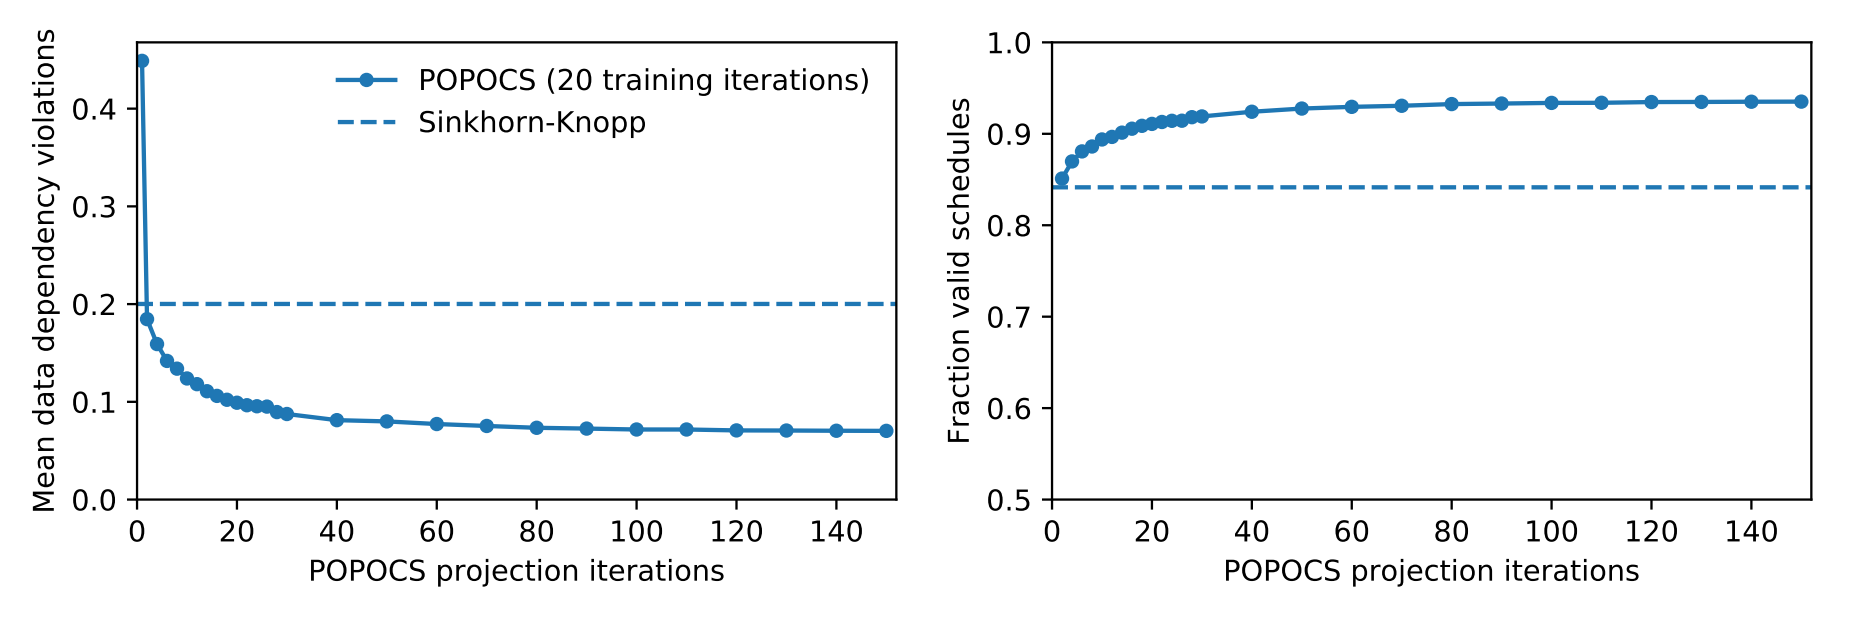 Mean data dependency violations
0.4
0.3
0.2
0.1
0.0
POPOCS (20 training iterations)
Sinkhorn-Knopp
0 20 40 60 80 100 120 140
POPOCS projection iterations
Fraction valid schedules
1.0
0.9
0.8
0.7
0.6
0.5
0 20 40 60 80 100 120 140
POPOCS projection iterations